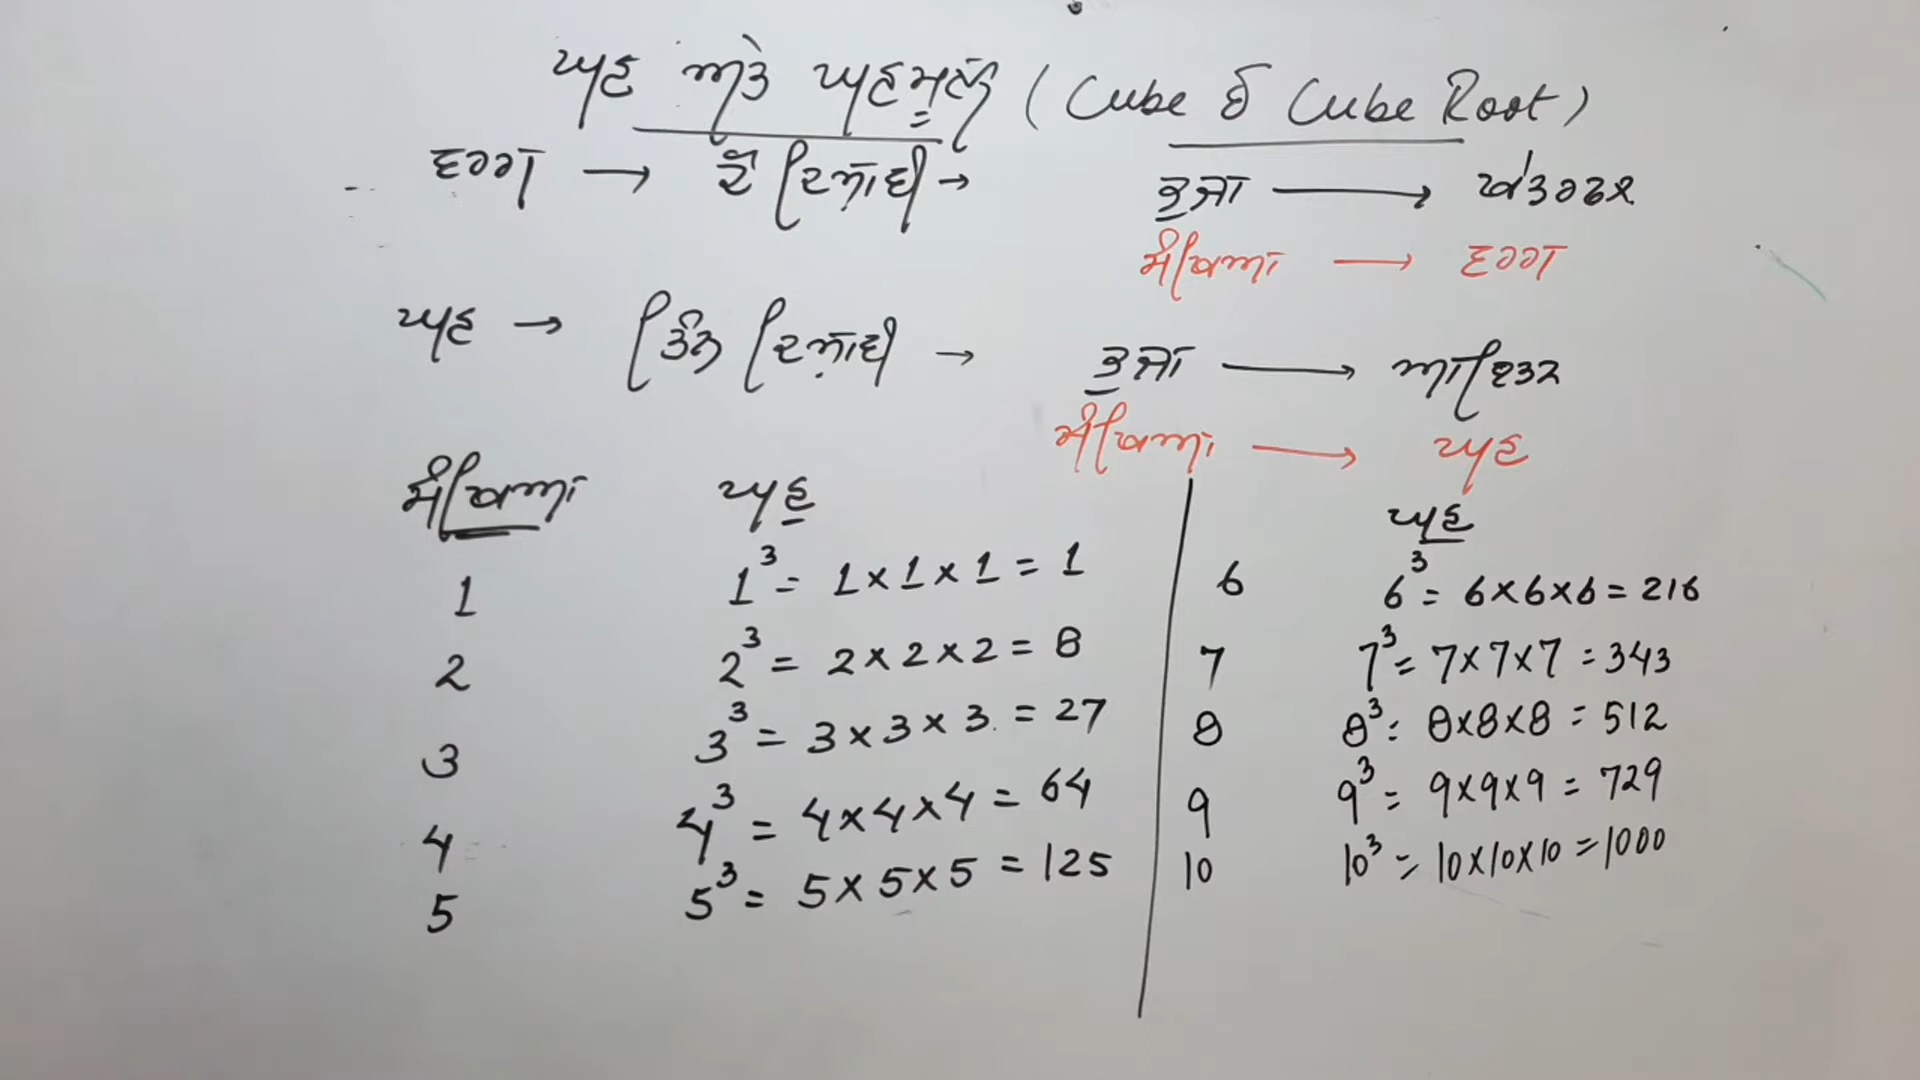 ਘਣ ਅਤੇ ਘਣਮੂਲ (Cube & Cube Root)
ਵਰਗ → ਦੋ ਵਿਮਾਵੀ → ਭੁਜਾ → ਖੇਤਰਫਲ
ਸੰਖਿਆ → ਵਰਗ
ਘਣ → ਤਿੰਨ ਵਿਮਾਵੀ → ਭੁਜਾ → ਆਇਤਨ
ਸੰਖਿਆ → ਘਣ
ਸੰਖਿਆ ਘਣ
1 1³ = 1×1×1 = 1
2 2³ = 2×2×2 = 8
3 3³ = 3×3×3 = 27
4 4³ = 4×4×4 = 64
5 5³ = 5×5×5 = 125
ਘਣ
6 6³ = 6×6×6 = 216
7 7³ = 7×7×7 = 343
8 8³ = 8×8×8 = 512
9 9³ = 9×9×9 = 729
10 10³ = 10×10×10 = 1000